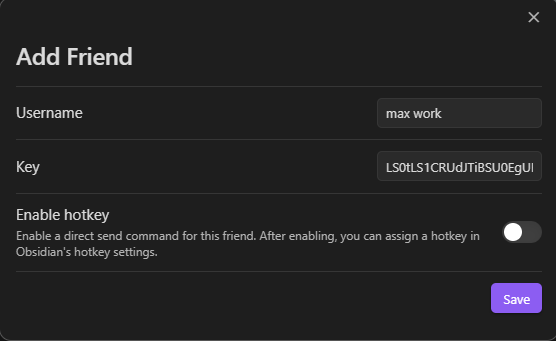 Add Friend
Username
max work
Key
LS0tLS1CRUdJTiBSU0EgUI
Enable hotkey
Enable a direct send command for this friend. After enabling, you can assign a hotkey in
Obsidian's hotkey settings.
Save